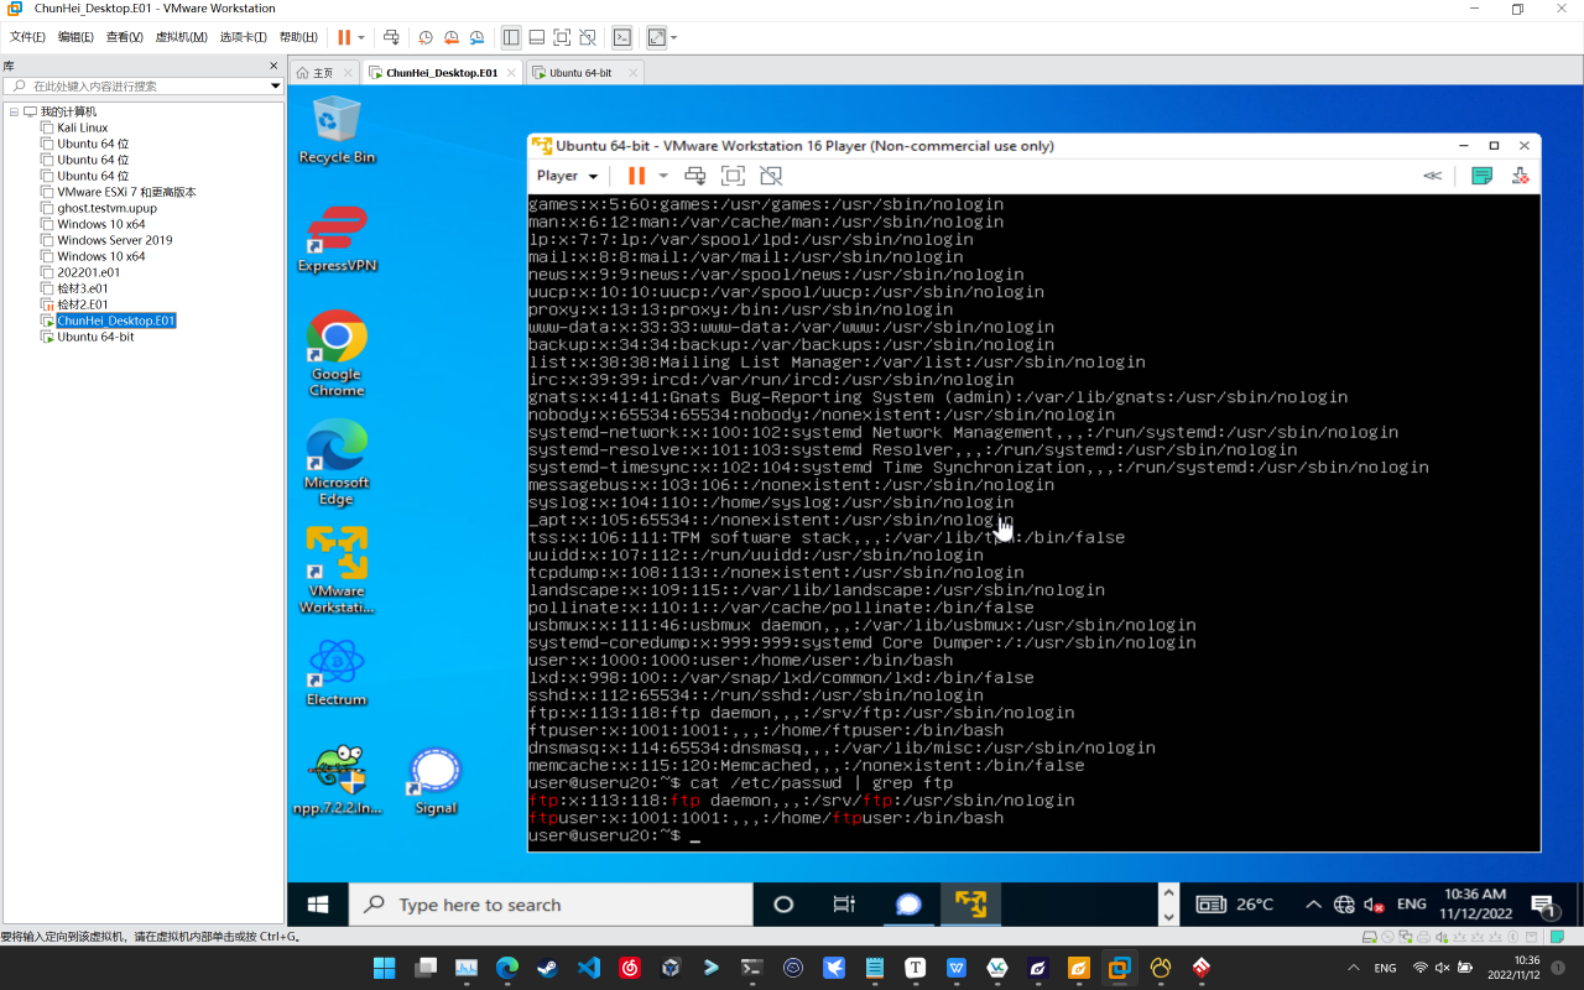 ChunHei_Desktop.E01 - VMware Workstation
文件(F) 编辑(E) 查看(V) 虚拟机(M) 选项卡(T) 帮助(H)
库
主页 ChunHei_Desktop.E01 Ubuntu 64-bit
在此处键入内容进行搜索
我的计算机
Kali Linux
Ubuntu 64 位
Ubuntu 64 位
Ubuntu 64 位
VMware ESXi 7 和更高版本
ghost.testvm.upup
Windows 10 x64
Windows Server 2019
Windows 10 x64
202201.e01
检材3.e01
检材2.E01
ChunHei_Desktop.E01
Ubuntu 64-bit
Recycle Bin
ExpressVPN
Google
Chrome
Microsoft
Edge
VMware
Workstati...
Electrum
npp.7.2.2.In...
Signal
Ubuntu 64-bit - VMware Workstation 16 Player (Non-commercial use only)
Player
games:x:5:60:games:/usr/games:/usr/sbin/nologin
man:x:6:12:man:/var/cache/man:/usr/sbin/nologin
lp:x:7:7:lp:/var/spool/lpd:/usr/sbin/nologin
mail:x:8:8:mail:/var/mail:/usr/sbin/nologin
news:x:9:9:news:/var/spool/news:/usr/sbin/nologin
uucp:x:10:10:uucp:/var/spool/uucp:/usr/sbin/nologin
proxy:x:13:13:proxy:/bin:/usr/sbin/nologin
www-data:x:33:33:www-data:/var/www:/usr/sbin/nologin
backup:x:34:34:backup:/var/backups:/usr/sbin/nologin
list:x:38:38:Mailing List Manager:/var/list:/usr/sbin/nologin
irc:x:39:39:ircd:/var/run/ircd:/usr/sbin/nologin
gnats:x:41:41:Gnats Bug-Reporting System (admin):/var/lib/gnats:/usr/sbin/nologin
nobody:x:65534:65534:nobody:/nonexistent:/usr/sbin/nologin
systemd-network:x:100:102:systemd Network Management,,,:/run/systemd:/usr/sbin/nologin
systemd-resolve:x:101:103:systemd Resolver,,,:/run/systemd:/usr/sbin/nologin
systemd-timesync:x:102:104:systemd Time Synchronization,,,:/run/systemd:/usr/sbin/nologin
messagebus:x:103:106::/nonexistent:/usr/sbin/nologin
syslog:x:104:110::/home/syslog:/usr/sbin/nologin
_apt:x:105:65534::/nonexistent:/usr/sbin/nologin
tss:x:106:111:TPM software stack,,,:/var/lib/tpm:/bin/false
uuidd:x:107:112::/run/uuidd:/usr/sbin/nologin
tcpdump:x:108:113::/nonexistent:/usr/sbin/nologin
landscape:x:109:115::/var/lib/landscape:/usr/sbin/nologin
pollinate:x:110:1::/var/cache/pollinate:/bin/false
usbmux:x:111:46:usbmux daemon,,,:/var/lib/usbmux:/usr/sbin/nologin
systemd-coredump:x:999:999:systemd Core Dumper:/:/usr/sbin/nologin
user:x:1000:1000:user:/home/user:/bin/bash
lxd:x:998:100::/var/snap/lxd/common/lxd:/bin/false
sshd:x:112:65534::/run/sshd:/usr/sbin/nologin
ftp:x:113:118:ftp daemon,,,:/srv/ftp:/usr/sbin/nologin
ftpuser:x:1001:1001:,,,:/home/ftpuser:/bin/bash
dnsmasq:x:114:65534:dnsmasq,,,:/var/lib/misc:/usr/sbin/nologin
memcache:x:115:120:Memcached,,,:/nonexistent:/bin/false
user@useru20:~$ cat /etc/passwd | grep ftp
ftp:x:113:118:ftp daemon,,,:/srv/ftp:/usr/sbin/nologin
ftpuser:x:1001:1001:,,,:/home/ftpuser:/bin/bash
user@useru20:~$ _
Type here to search
26°C
ENG
10:36 AM
11/12/2022
1
要将输入定向到该虚拟机，请在虚拟机内部单击或按 Ctrl+G。
ENG
10:36
2022/11/12